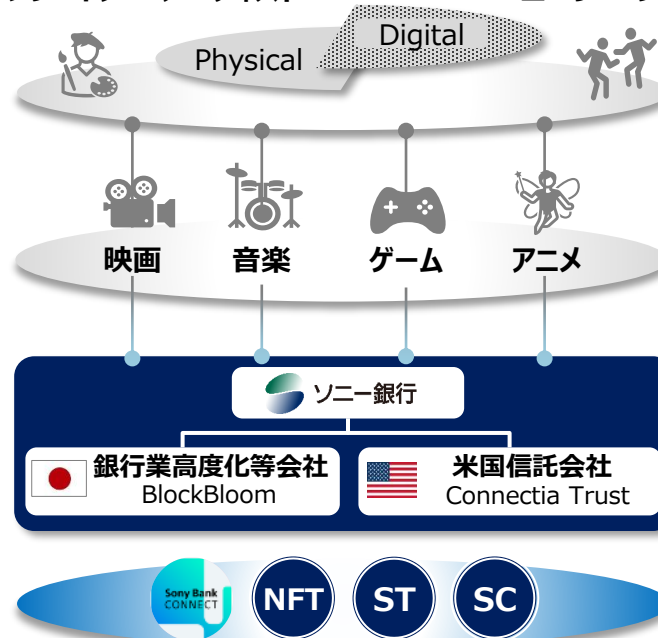 Physical
Digital
映画
音楽
ゲーム
アニメ
ソニー銀行
銀行業高度化等会社
BlockBloom
米国信託会社
Connectia Trust
Sony Bank
CONNECT
NFT
ST
SC